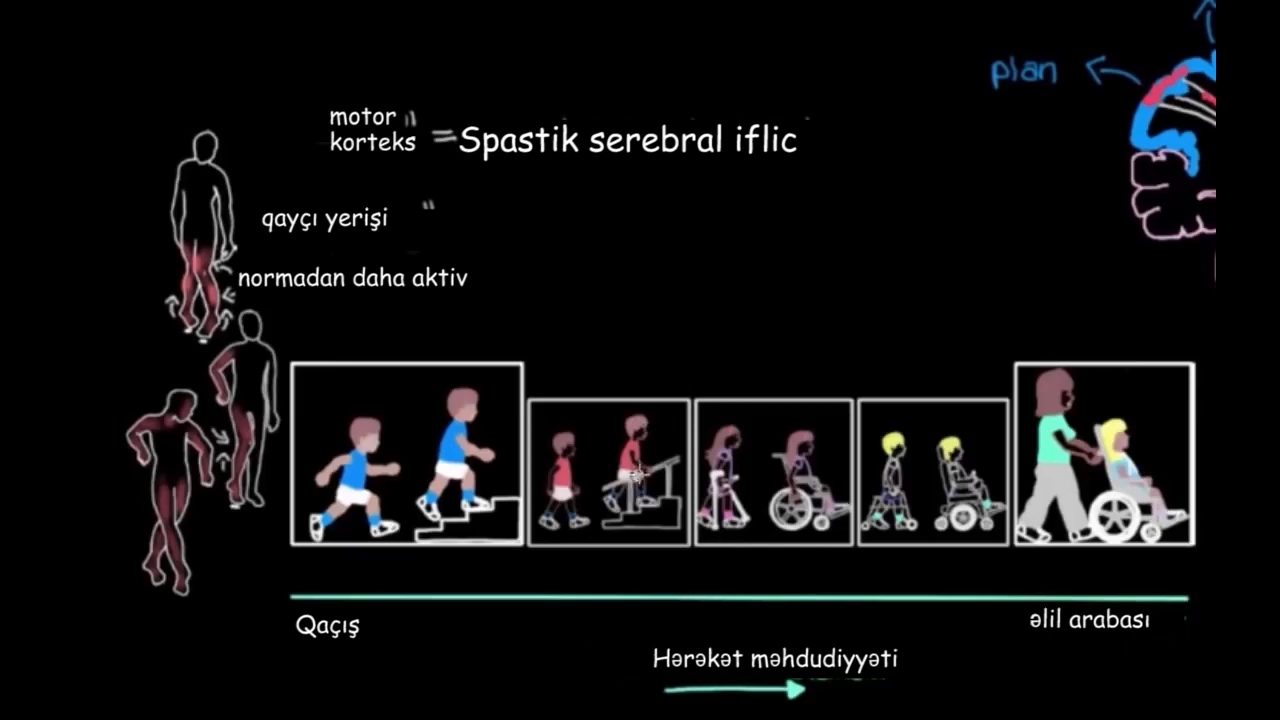 plan
motor "
korteks =Spastik serebral iflic
qayçı yerişi "
normadan daha aktiv
Qaçış
əlil arabası
Hərəkət məhdudiyyəti